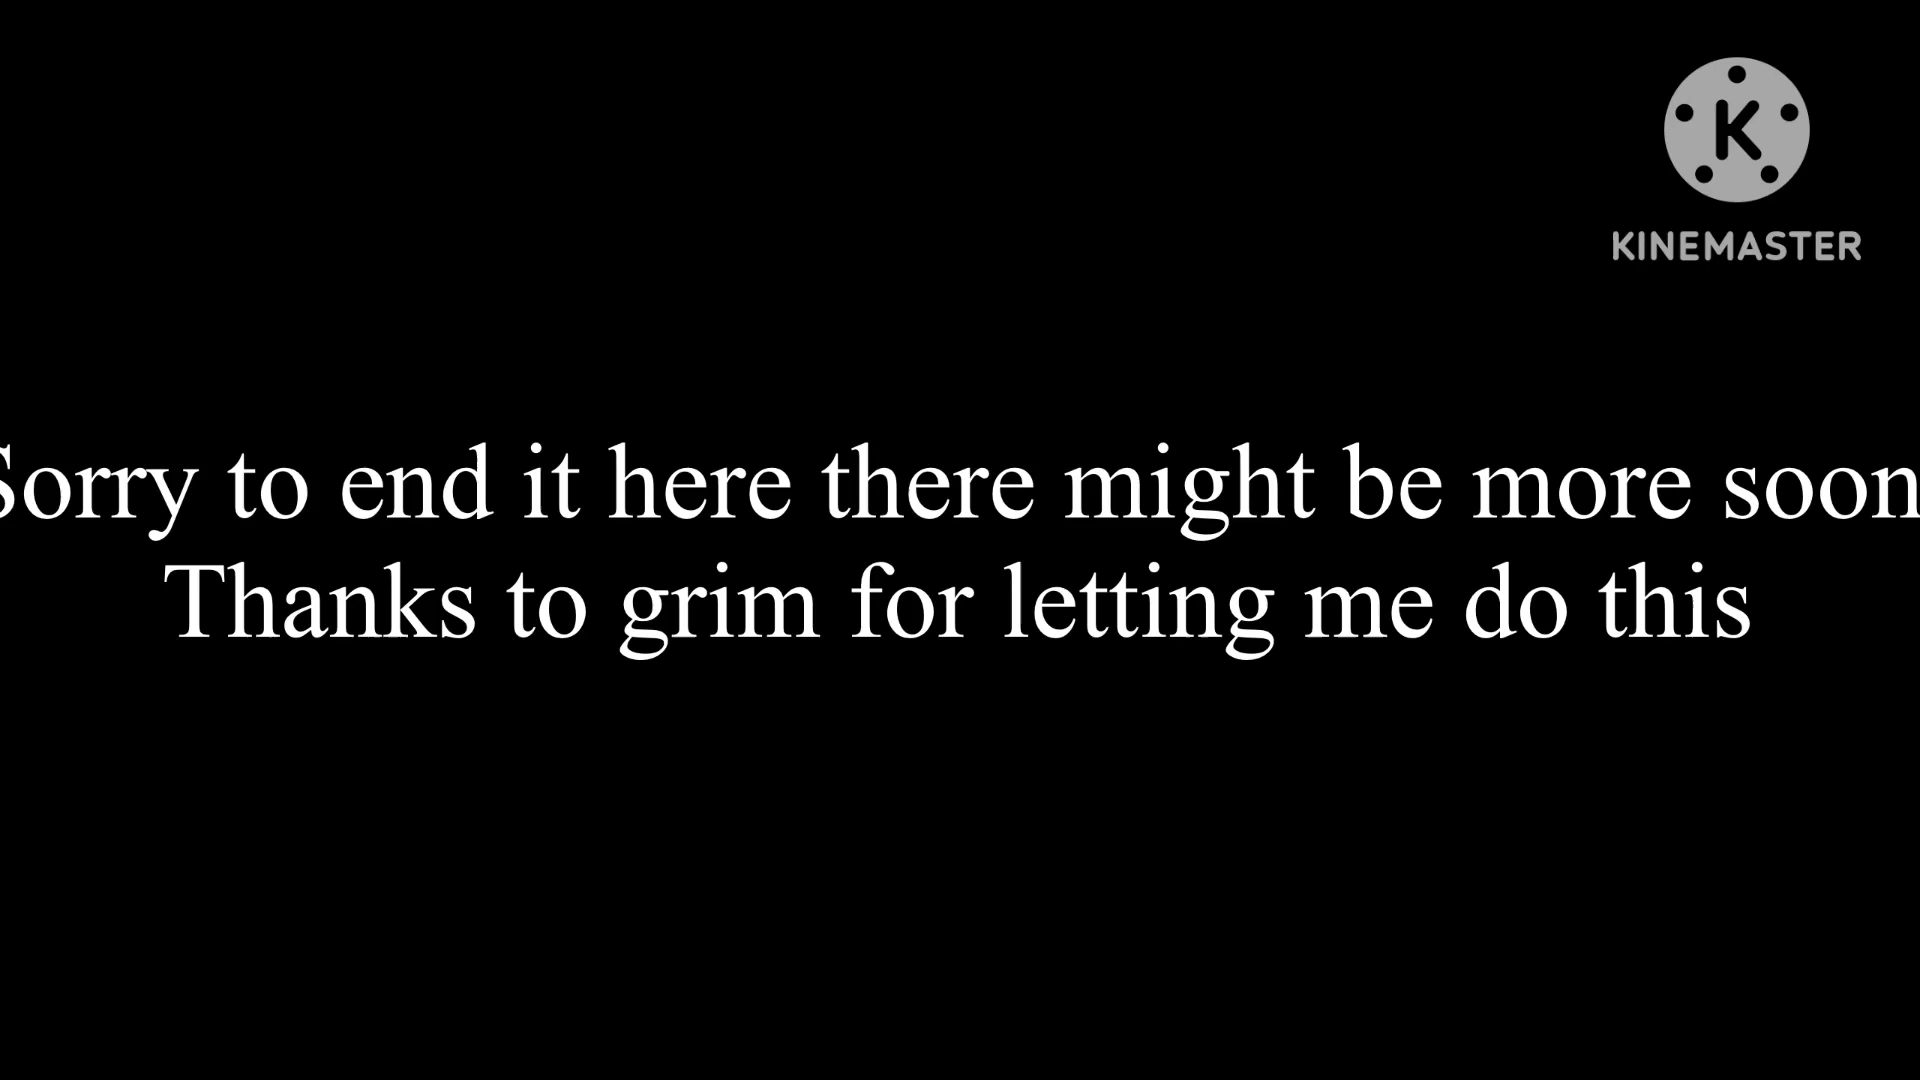 KINEMASTER
Sorry to end it here there might be more soon
Thanks to grim for letting me do this